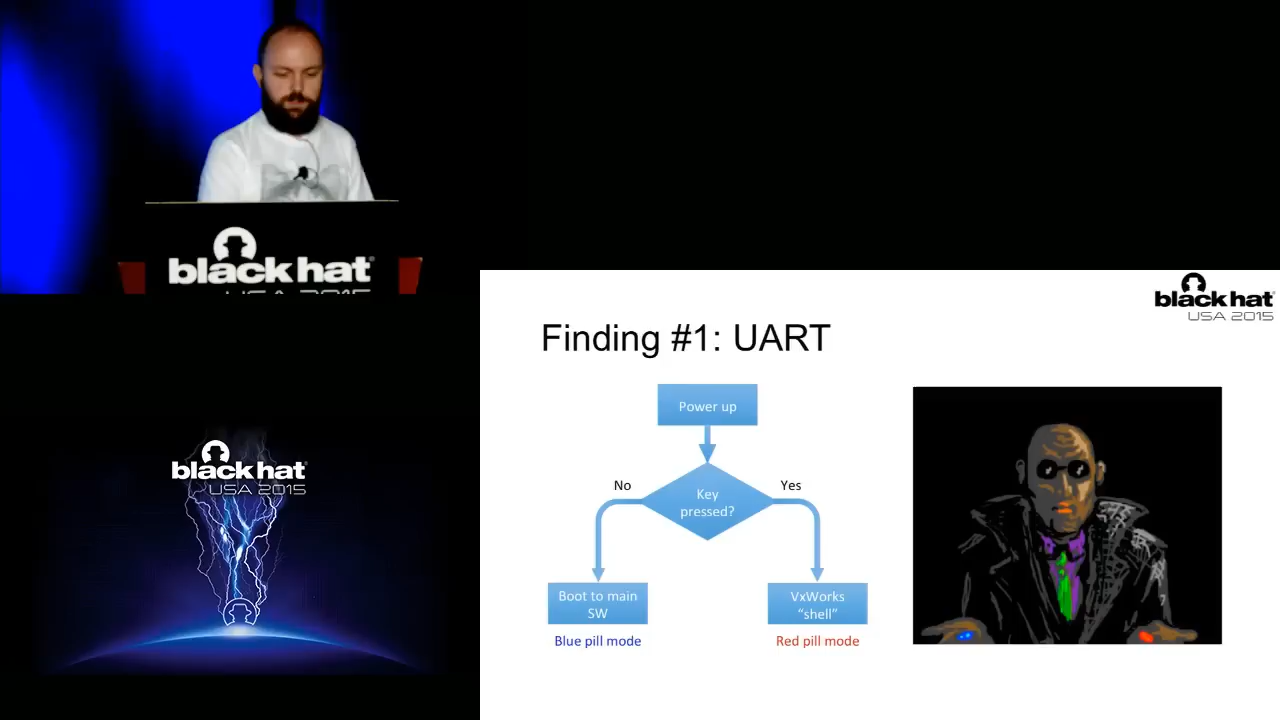 black hat
USA 2015
black hat
USA 2015
Finding #1: UART
Power up
No
Key
pressed?
Yes
Boot to main
SW
VxWorks
“shell”
Blue pill mode
Red pill mode
black hat
USA 2015